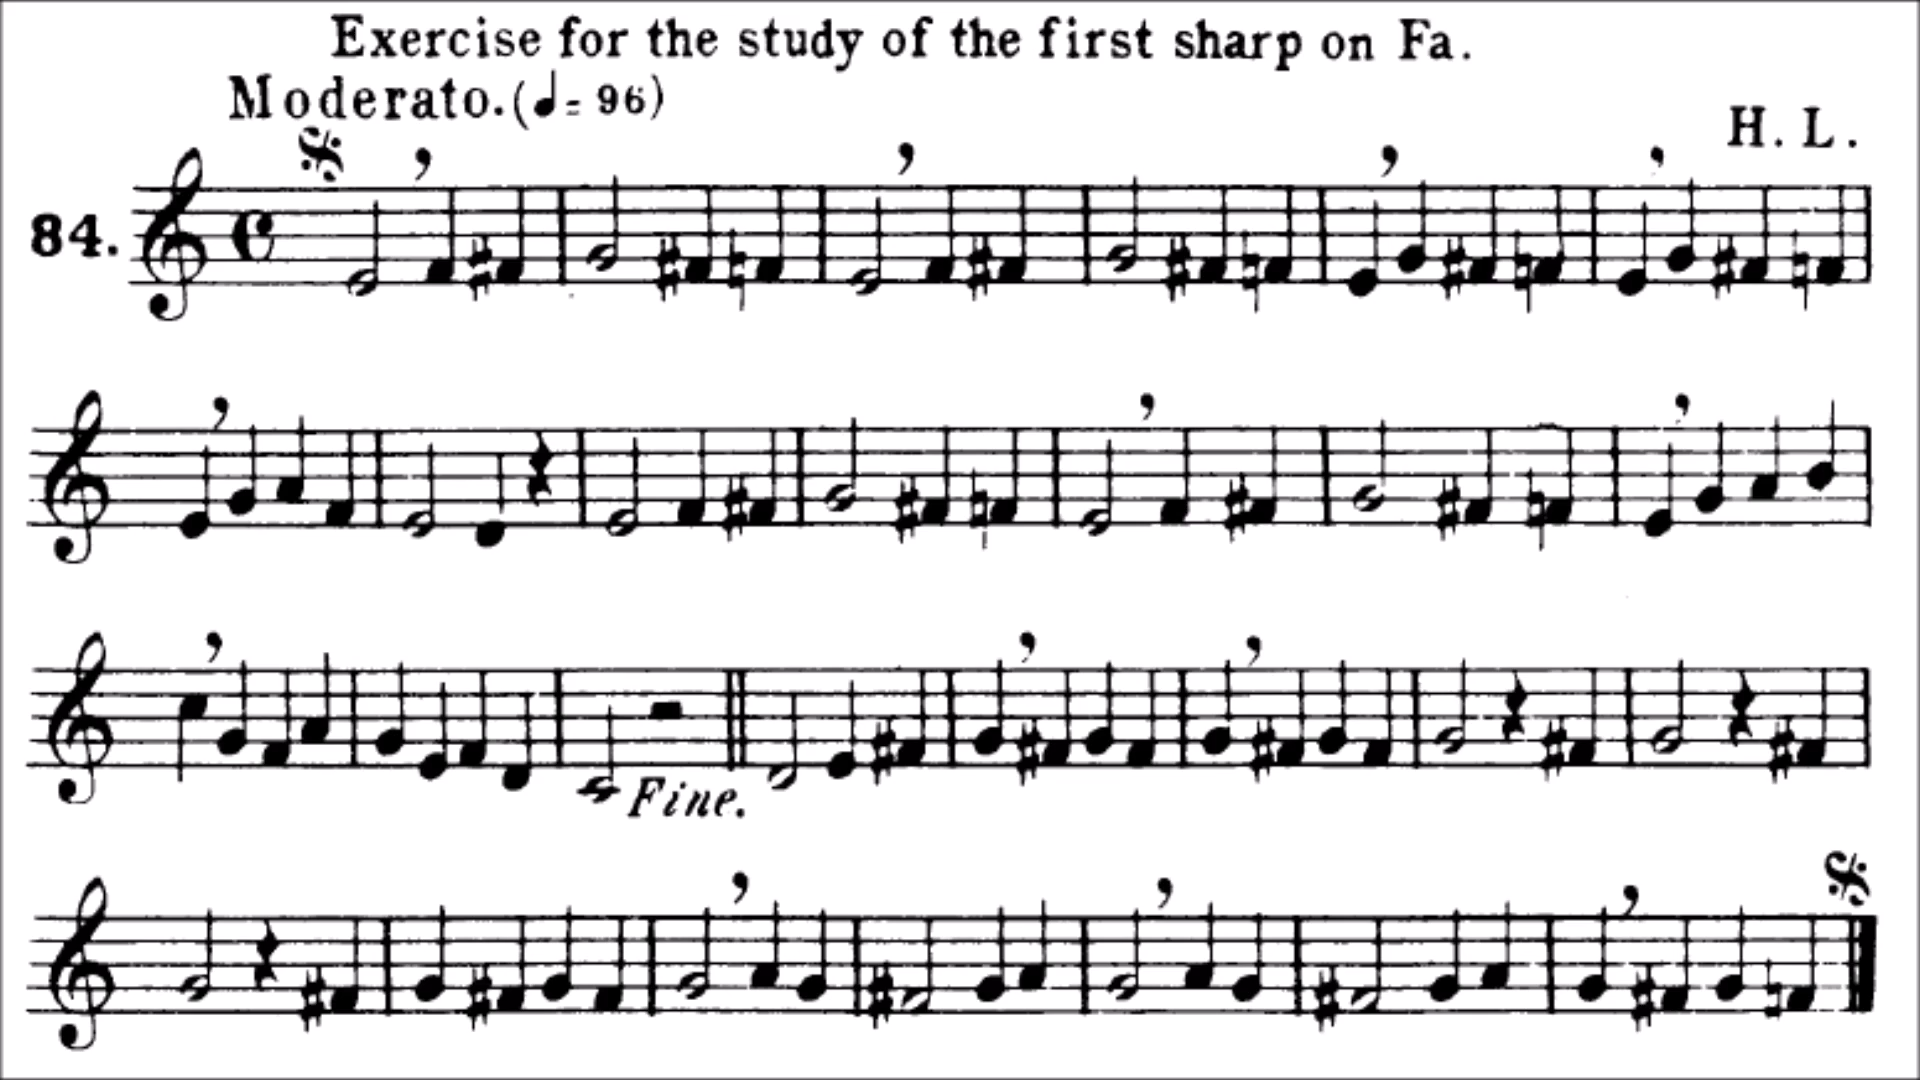 Exercise for the study of the first sharp on Fa.
Moderato. (♩= 96)
H. L.
84.
Fine.